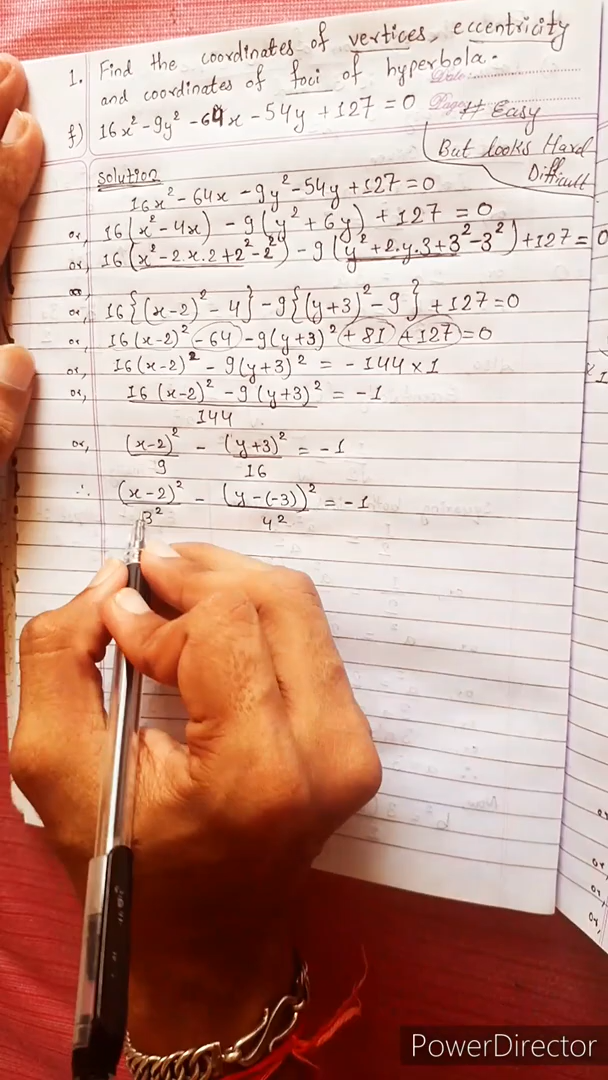 1. Find the coordinates of vertices, eccentricity
and coordinates of foci of hyperbola.
Date:
Page:
f) 16x² - 9y² - 64x - 54y + 127 = 0
# Easy
But looks Hard
Difficult
solution
16x² - 64x - 9y² - 54y + 127 = 0
or, 16(x² - 4x) - 9(y² + 6y) + 127 = 0
or, 16(x² - 2.x.2 + 2² - 2²) - 9(y² + 2.y.3 + 3² - 3²) + 127 = 0
or, 16{(x-2)² - 4} - 9{(y+3)² - 9} + 127 = 0
or, 16(x-2)² - 64 - 9(y+3)² + 81 + 127 = 0
or, 16(x-2)² - 9(y+3)² = -144 × 1
or, 16(x-2)² - 9(y+3)² = -1
144
or, (x-2)² - (y+3)² = -1
9 16
∴ (x-2)² - (y-(-3))² = -1
3² 4²
or,
or,
or,
PowerDirector